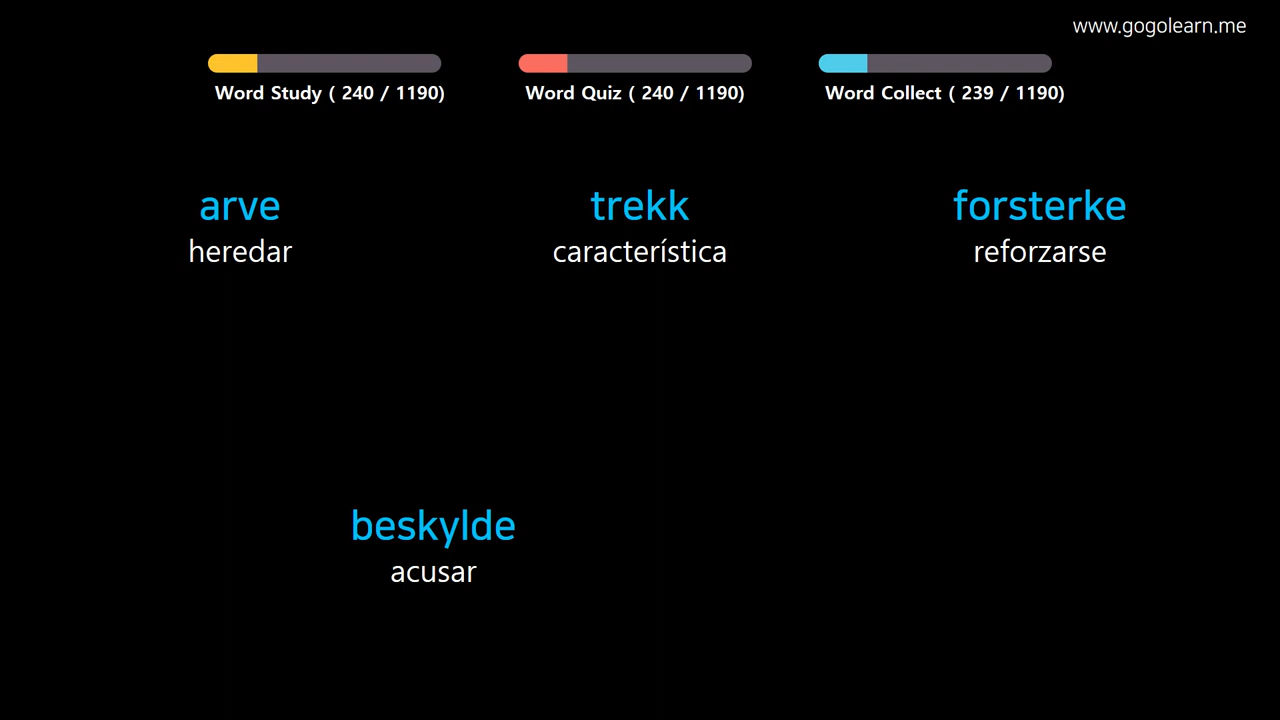 www.gogolearn.me
Word Study ( 240 / 1190)
Word Quiz ( 240 / 1190)
Word Collect ( 239 / 1190)
arve
heredar
trekk
característica
forsterke
reforzarse
beskylde
acusar